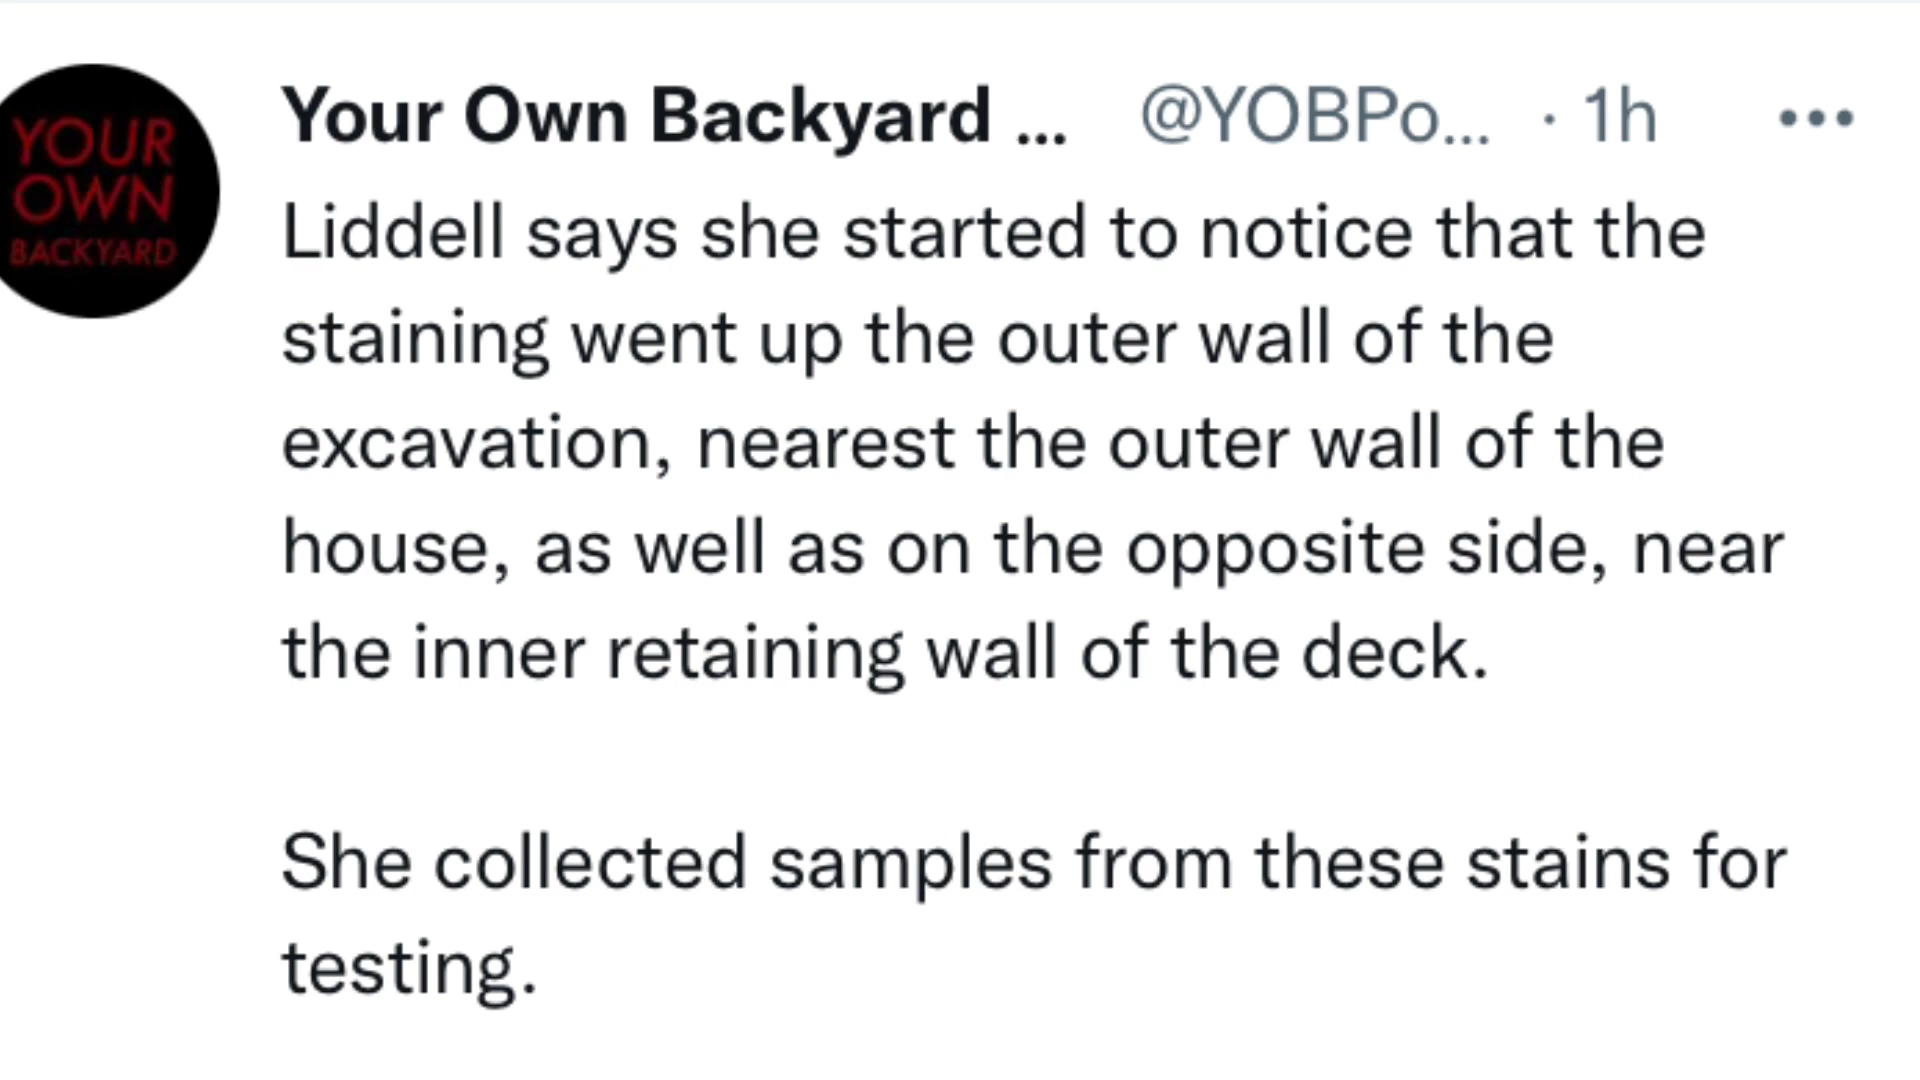 YOUR
OWN
BACKYARD
Your Own Backyard ... @YOBPo... · 1h
Liddell says she started to notice that the
staining went up the outer wall of the
excavation, nearest the outer wall of the
house, as well as on the opposite side, near
the inner retaining wall of the deck.
She collected samples from these stains for
testing.